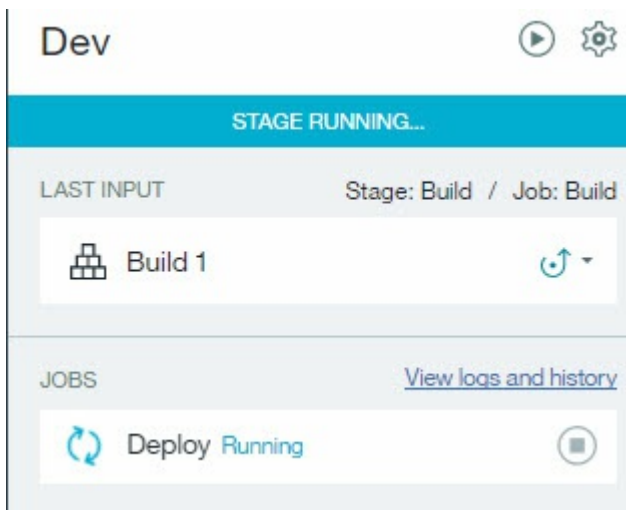 Dev
STAGE RUNNING...
LAST INPUT Stage: Build / Job: Build
Build 1
JOBS View logs and history
Deploy Running